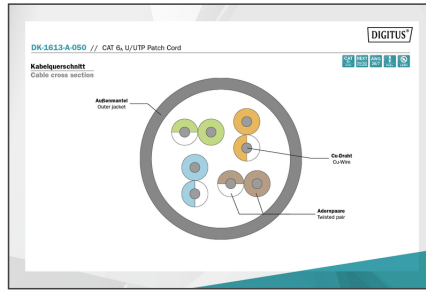 DIGITUS®
DK-1613-A-050 // CAT 6A U/UTP Patch Cord
Kabelquerschnitt
Cable cross section
Außenmantel
Outer jacket
Cu-Draht
Cu-Wire
Adernpaare
Twisted pair